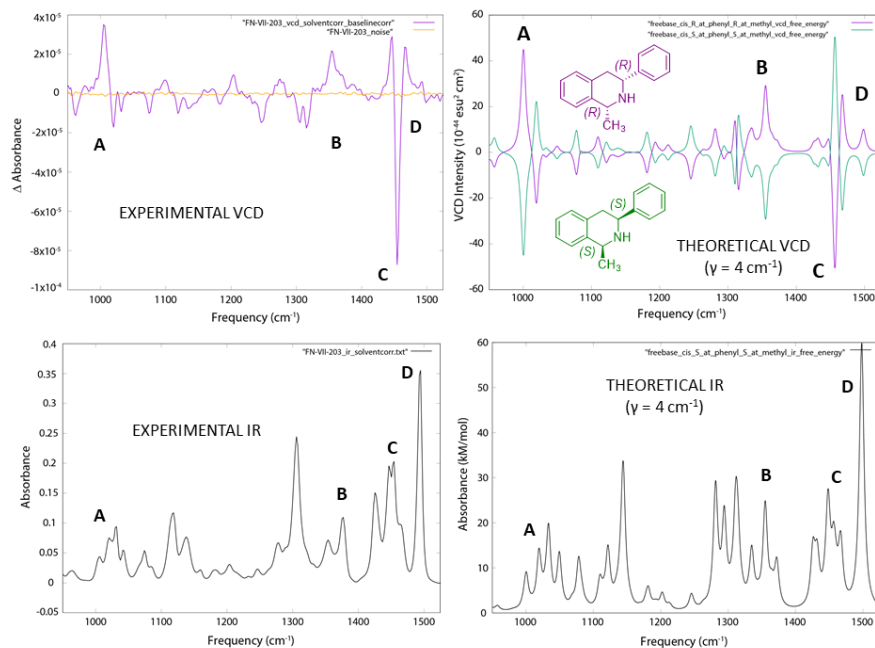 "FN-VII-203_vcd_solventcorr_baselinecorr"
"FN-VII-203_noise"
4x10-5
2x10-5
0
-2x10-5
-4x10-5
-6x10-5
-8x10-5
-1x10-4
Δ Absorbance
A
B
D
C
EXPERIMENTAL VCD
1000 1100 1200 1300 1400 1500
Frequency (cm-1)
"freebase_cis_R_at_phenyl_R_at_methyl_vcd_free_energy"
"freebase_cis_S_at_phenyl_S_at_methyl_vcd_free_energy"
60
40
20
0
-20
-40
-60
VCD Intensity (10-44 esu2 cm2)
A
(R)
NH
(R)
CH3
B
D
(S)
NH
(S)
CH3
THEORETICAL VCD
(γ = 4 cm-1)
C
1000 1100 1200 1300 1400 1500
Frequency (cm-1)
"FN-VII-203_ir_solventcorr.txt"
0.4
0.35
0.3
0.25
0.2
0.15
0.1
0.05
0
-0.05
Absorbance
EXPERIMENTAL IR
D
C
B
A
1000 1100 1200 1300 1400 1500
Frequency (cm-1)
"freebase_cis_S_at_phenyl_S_at_methyl_ir_free_energy"
60
50
40
30
20
10
0
Absorbance (kM/mol)
THEORETICAL IR
(γ = 4 cm-1)
D
B
C
A
1000 1100 1200 1300 1400 1500
Frequency (cm-1)